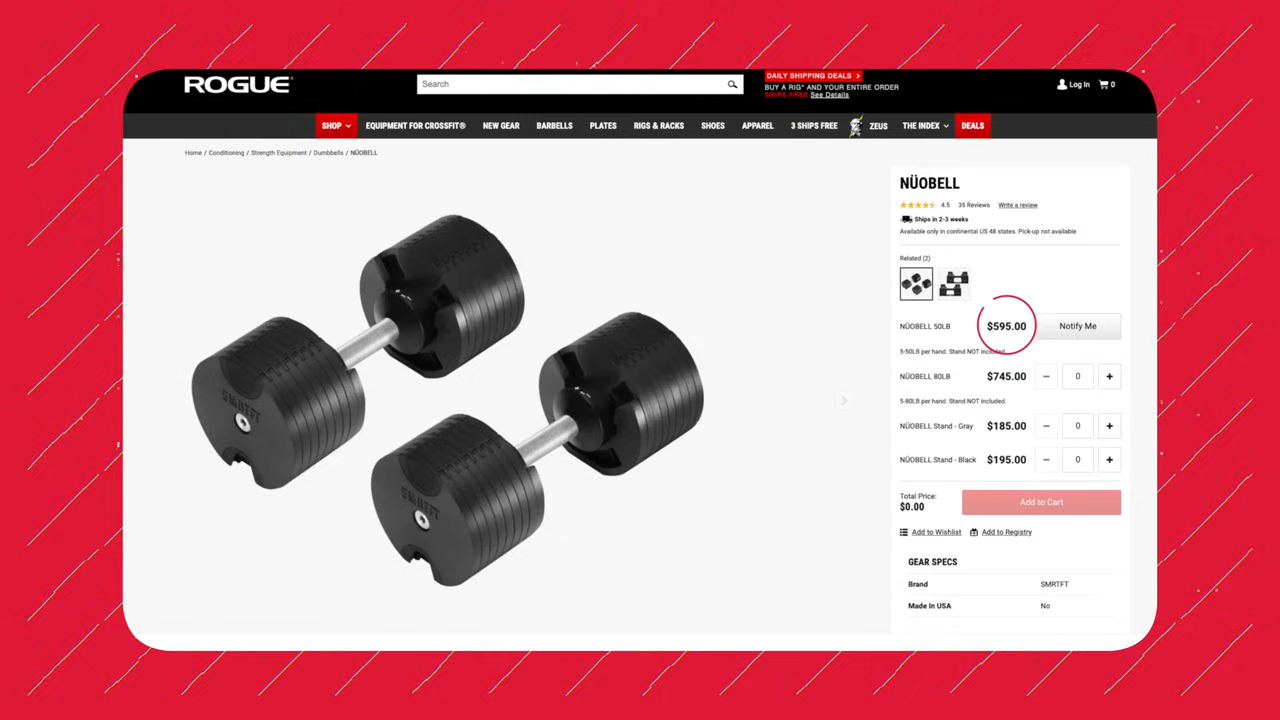 ROGUE
Search
DAILY SHIPPING DEALS
BUY A RIG* AND YOUR ENTIRE ORDER
SHIPS FREE See Details
Log In
0
SHOP EQUIPMENT FOR CROSSFIT® NEW GEAR BARBELLS PLATES RIGS & RACKS SHOES APPAREL 3 SHIPS FREE ZEUS THE INDEX DEALS
Home / Conditioning / Strength Equipment / Dumbbells / NÜOBELL
SMRTFT
SMRTFT
NÜOBELL
4.5 35 Reviews Write a review
Ships in 2-3 weeks
Available only in continental US 48 states. Pick-up not available
Related (2)
NÜOBELL 50LB $595.00 Notify Me
5-50LB per hand. Stand NOT included.
NÜOBELL 80LB $745.00 − 0 +
5-80LB per hand. Stand NOT included.
NÜOBELL Stand - Gray $185.00 − 0 +
NÜOBELL Stand - Black $195.00 − 0 +
Total Price:
$0.00
Add to Cart
Add to Wishlist Add to Registry
GEAR SPECS
Brand SMRTFT
Made In USA No